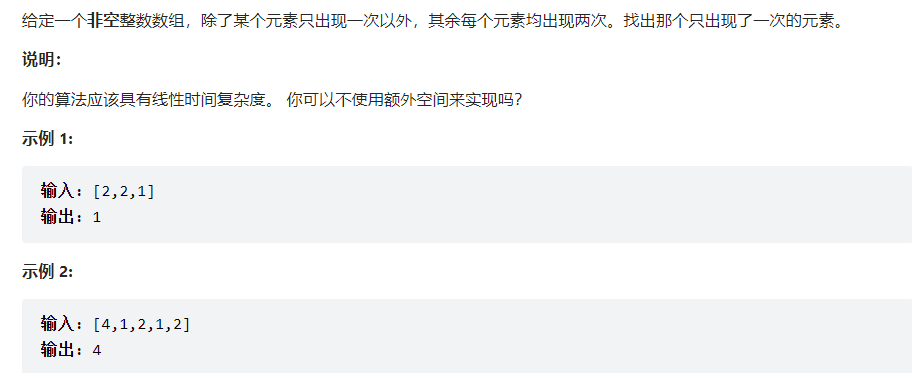 给定一个非空整数数组，除了某个元素只出现一次以外，其余每个元素均出现两次。找出那个只出现了一次的元素。
说明：
你的算法应该具有线性时间复杂度。 你可以不使用额外空间来实现吗？
示例 1:
输入: [2,2,1]
输出: 1
示例 2:
输入: [4,1,2,1,2]
输出: 4